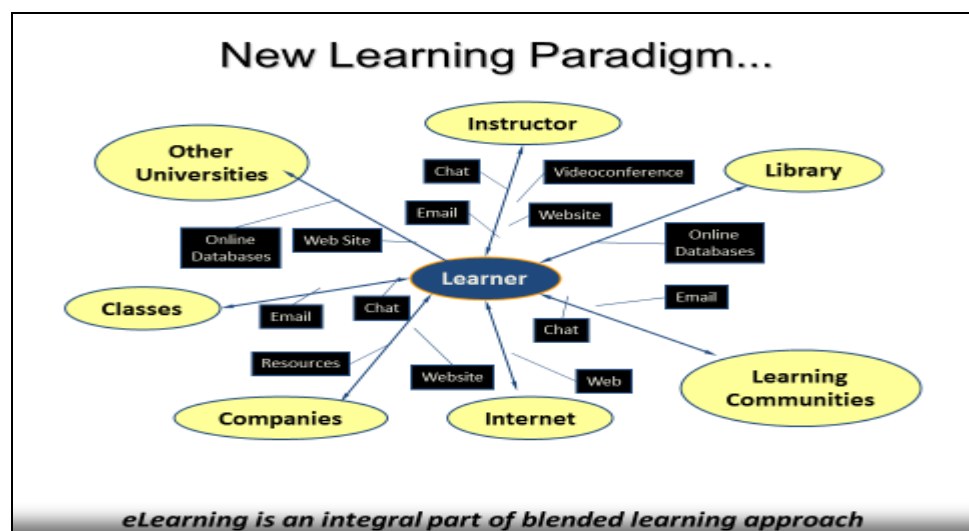 New Learning Paradigm...
Instructor
Other
Universities
Library
Chat
Videoconference
Email
Website
Online
Databases
Web Site
Online
Databases
Learner
Classes
Email
Chat
Email
Chat
Resources
Website
Web
Learning
Communities
Companies
Internet
eLearning is an integral part of blended learning approach